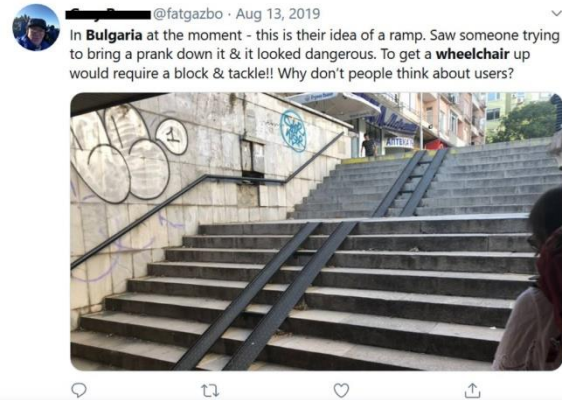 @fatgazbo · Aug 13, 2019
In Bulgaria at the moment - this is their idea of a ramp. Saw someone trying
to bring a prank down it & it looked dangerous. To get a wheelchair up
would require a block & tackle!! Why don't people think about users?
1
АПТЕКА